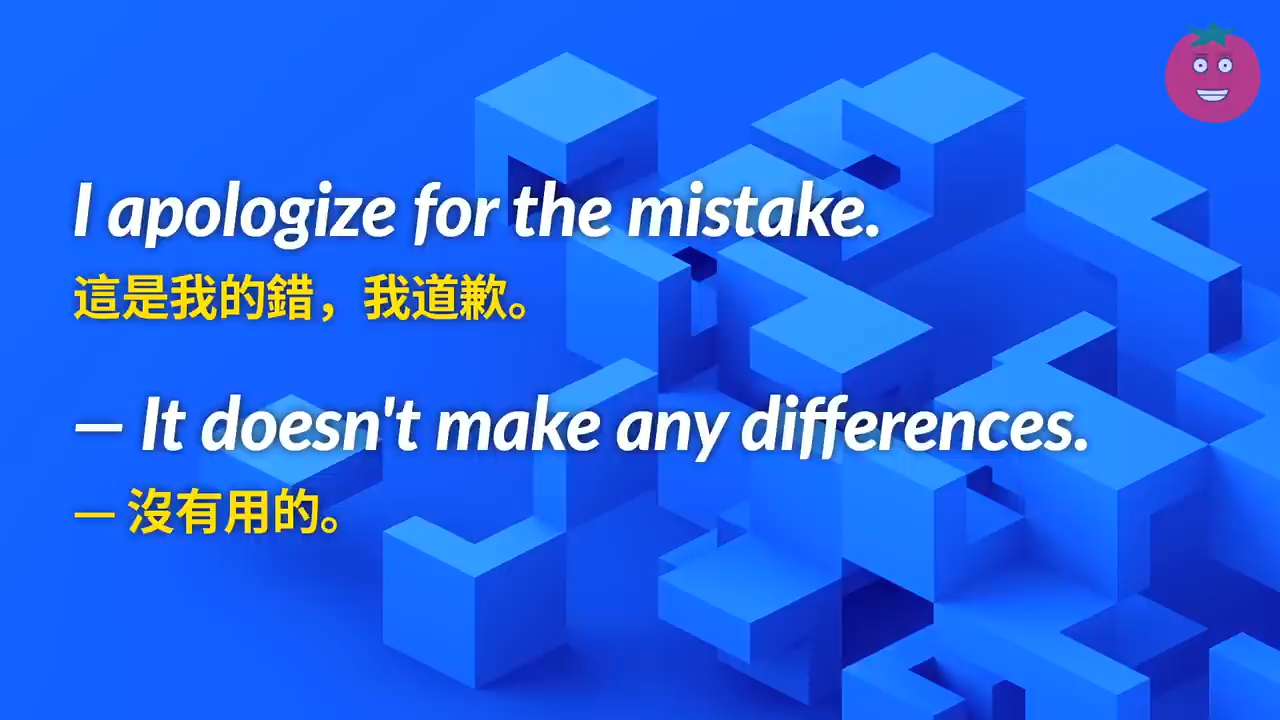 I apologize for the mistake.
這是我的錯，我道歉。
— It doesn't make any differences.
— 沒有用的。